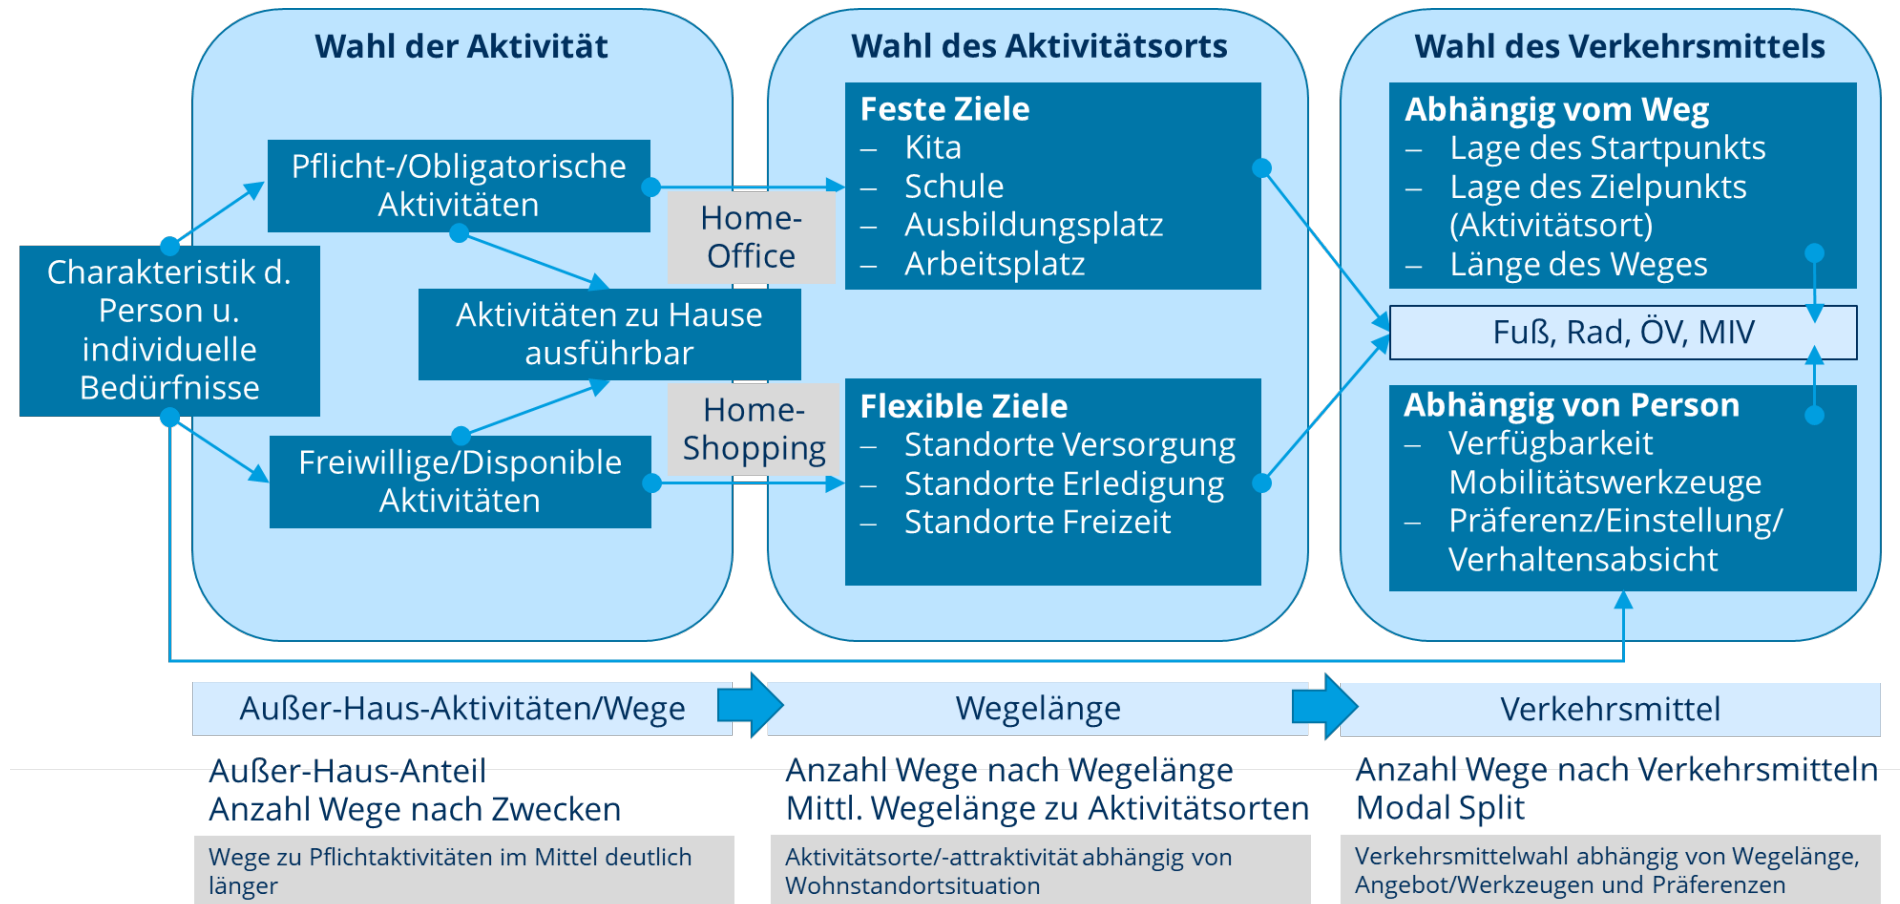 Wahl der Aktivität
Pflicht-/Obligatorische
Aktivitäten
Charakteristik d.
Person u.
individuelle
Bedürfnisse
Aktivitäten zu Hause
ausführbar
Freiwillige/Disponible
Aktivitäten
Home-
Office
Home-
Shopping
Wahl des Aktivitätsorts
Feste Ziele
– Kita
– Schule
– Ausbildungsplatz
– Arbeitsplatz
Flexible Ziele
– Standorte Versorgung
– Standorte Erledigung
– Standorte Freizeit
Wahl des Verkehrsmittels
Abhängig vom Weg
– Lage des Startpunkts
– Lage des Zielpunkts
(Aktivitätsort)
– Länge des Weges
Fuß, Rad, ÖV, MIV
Abhängig von Person
– Verfügbarkeit
Mobilitätswerkzeuge
– Präferenz/Einstellung/
Verhaltensabsicht
Außer-Haus-Aktivitäten/Wege
Wegelänge
Verkehrsmittel
Außer-Haus-Anteil
Anzahl Wege nach Zwecken
Anzahl Wege nach Wegelänge
Mittl. Wegelänge zu Aktivitätsorten
Anzahl Wege nach Verkehrsmitteln
Modal Split
Wege zu Pflichtaktivitäten im Mittel deutlich
länger
Aktivitätsorte/-attraktivität abhängig von
Wohnstandortsituation
Verkehrsmittelwahl abhängig von Wegelänge,
Angebot/Werkzeugen und Präferenzen